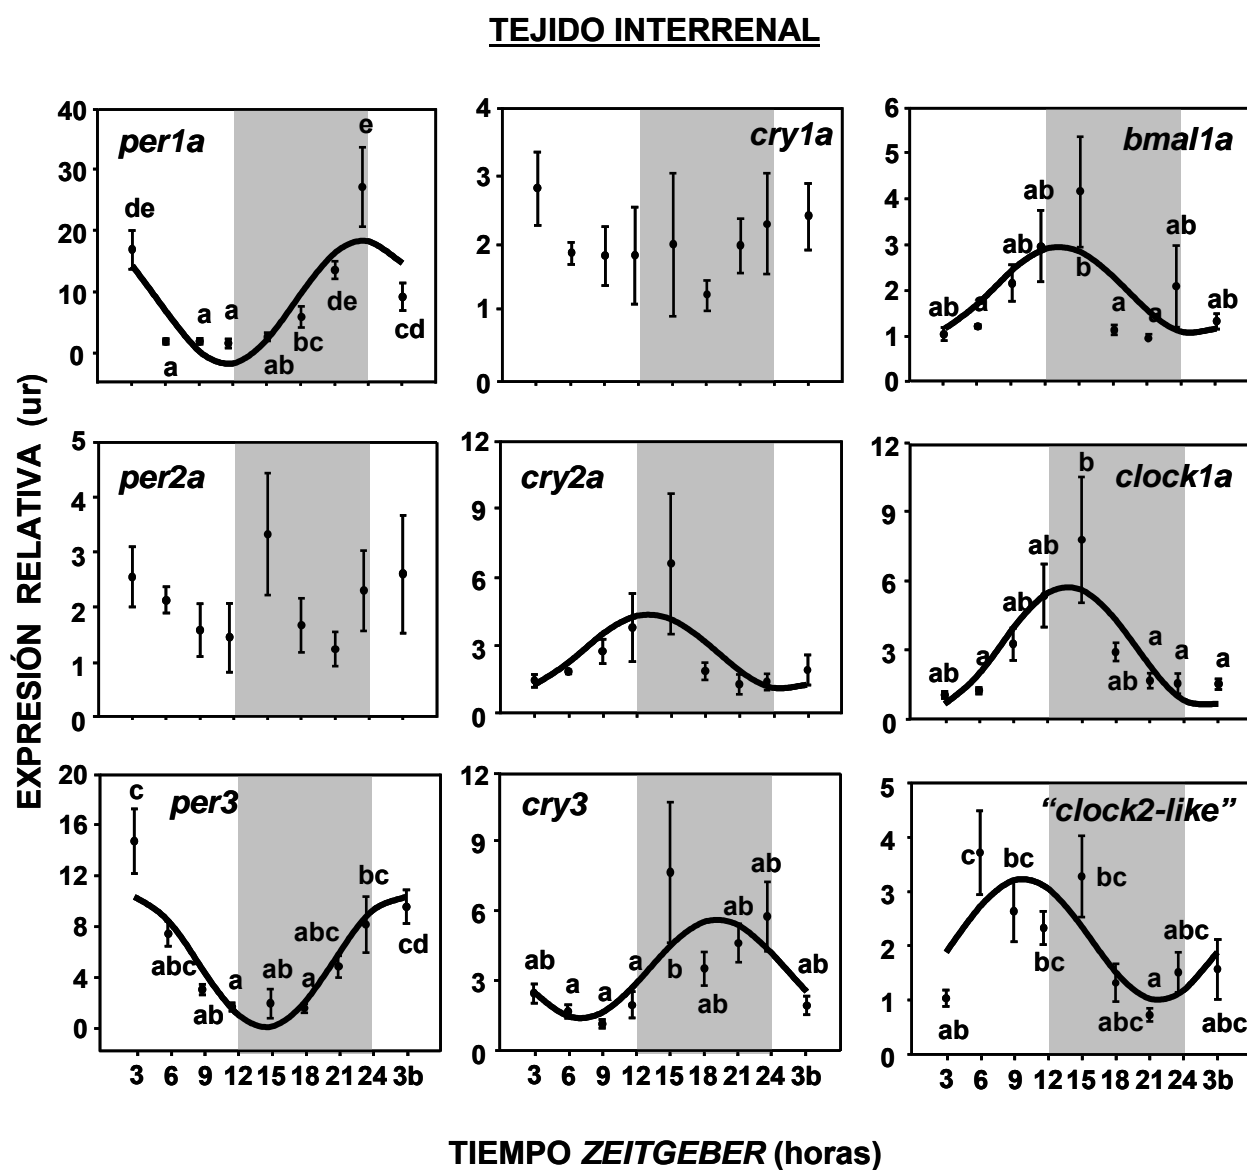 TEJIDO INTERRENAL
EXPRESIÓN RELATIVA (ur)
per1a
40
30
20
10
0
de
a
a
a
ab
bc
de
e
cd
cry1a
4
3
2
1
0
bmal1a
6
5
4
3
2
1
0
ab
a
ab
ab
b
a
a
ab
ab
per2a
5
4
3
2
1
0
cry2a
12
9
6
3
0
clock1a
12
9
6
3
0
ab
a
ab
ab
b
ab
a
a
a
per3
20
16
12
8
4
0
c
abc
ab
a
ab
a
abc
bc
cd
3 6 9 12 15 18 21 24 3b
cry3
12
9
6
3
0
ab
a
a
a
b
ab
ab
ab
ab
3 6 9 12 15 18 21 24 3b
“clock2-like”
5
4
3
2
1
0
ab
c
bc
bc
bc
abc
a
abc
abc
3 6 9 12 15 18 21 24 3b
TIEMPO ZEITGEBER (horas)